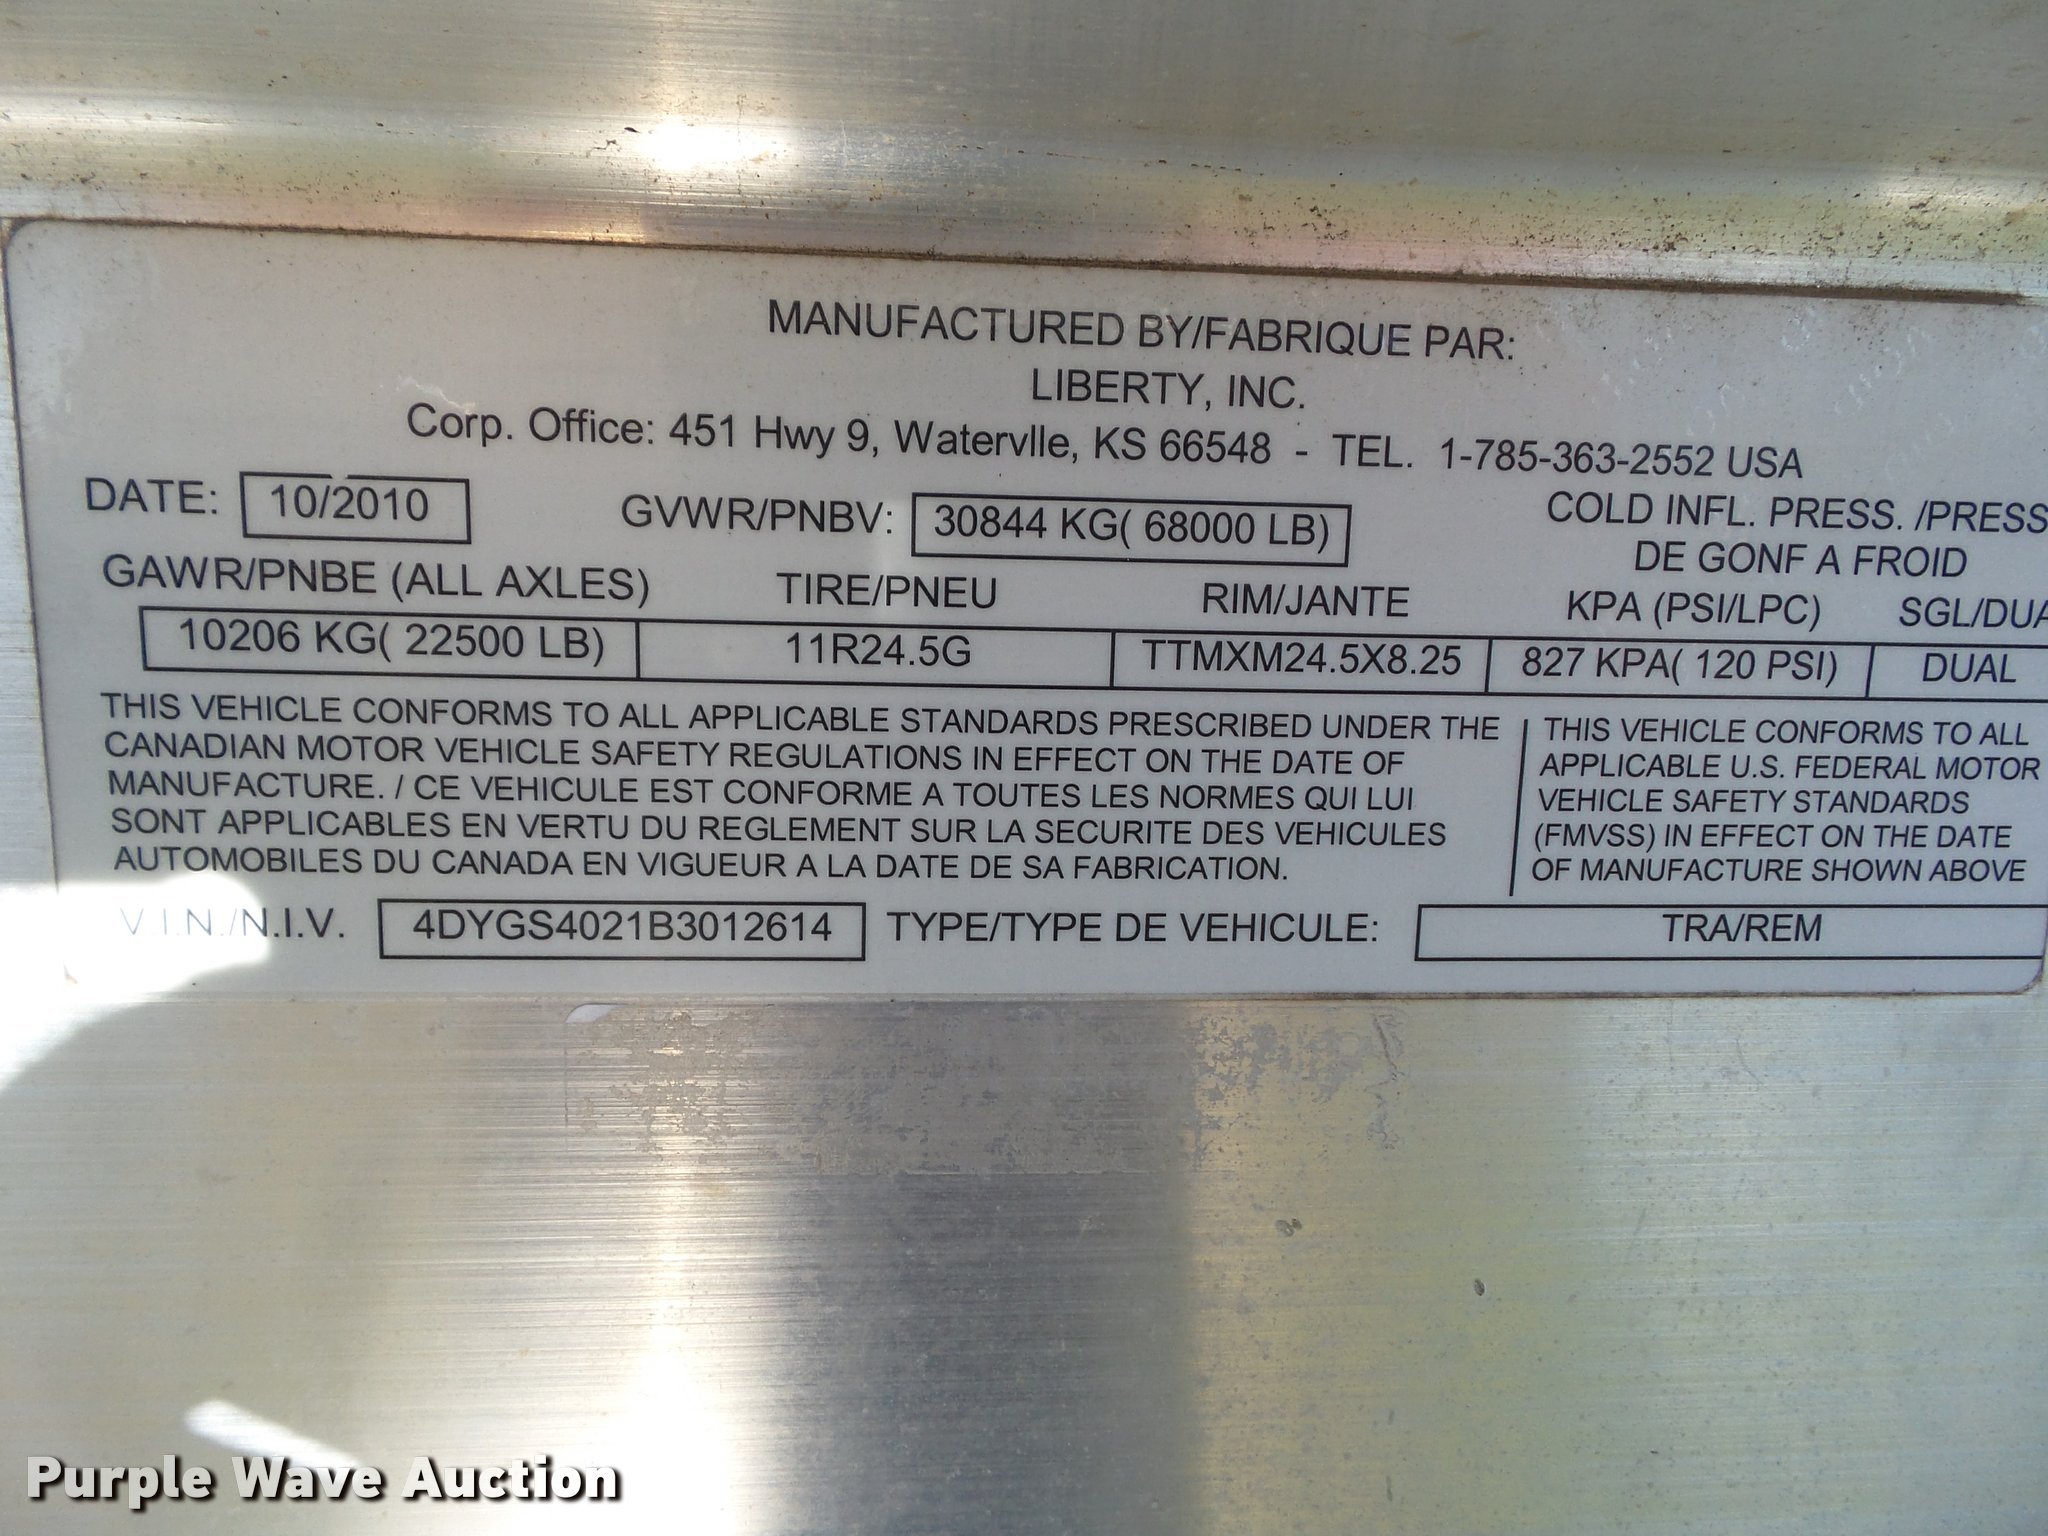 MANUFACTURED BY/FABRIQUE PAR:
LIBERTY, INC.
Corp. Office: 451 Hwy 9, Watervlle, KS 66548 - TEL. 1-785-363-2552 USA
DATE: 10/2010 GVWR/PNBV: 30844 KG( 68000 LB) COLD INFL. PRESS. /PRESS
DE GONF A FROID
GAWR/PNBE (ALL AXLES) TIRE/PNEU RIM/JANTE KPA (PSI/LPC) SGL/DUA
10206 KG( 22500 LB) 11R24.5G TTMXM24.5X8.25 827 KPA( 120 PSI) DUAL
THIS VEHICLE CONFORMS TO ALL APPLICABLE STANDARDS PRESCRIBED UNDER THE
CANADIAN MOTOR VEHICLE SAFETY REGULATIONS IN EFFECT ON THE DATE OF
MANUFACTURE. / CE VEHICULE EST CONFORME A TOUTES LES NORMES QUI LUI
SONT APPLICABLES EN VERTU DU REGLEMENT SUR LA SECURITE DES VEHICULES
AUTOMOBILES DU CANADA EN VIGUEUR A LA DATE DE SA FABRICATION.
THIS VEHICLE CONFORMS TO ALL
APPLICABLE U.S. FEDERAL MOTOR
VEHICLE SAFETY STANDARDS
(FMVSS) IN EFFECT ON THE DATE
OF MANUFACTURE SHOWN ABOVE
V.I.N./N.I.V. 4DYGS4021B3012614 TYPE/TYPE DE VEHICULE: TRA/REM
Purple Wave Auction